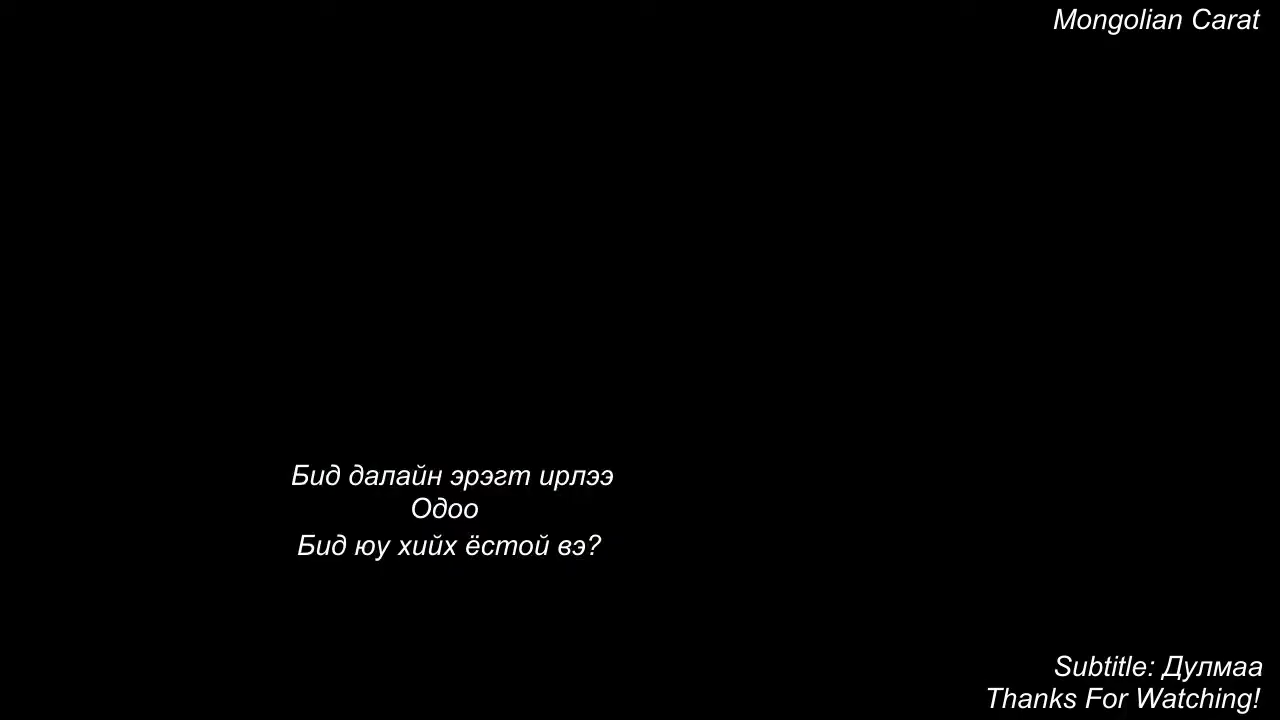 Mongolian Carat
Бид далайн эрэгт ирлээ
Одоо
Бид юу хийх ёстой вэ?
Subtitle: Дулмаа
Thanks For Watching!